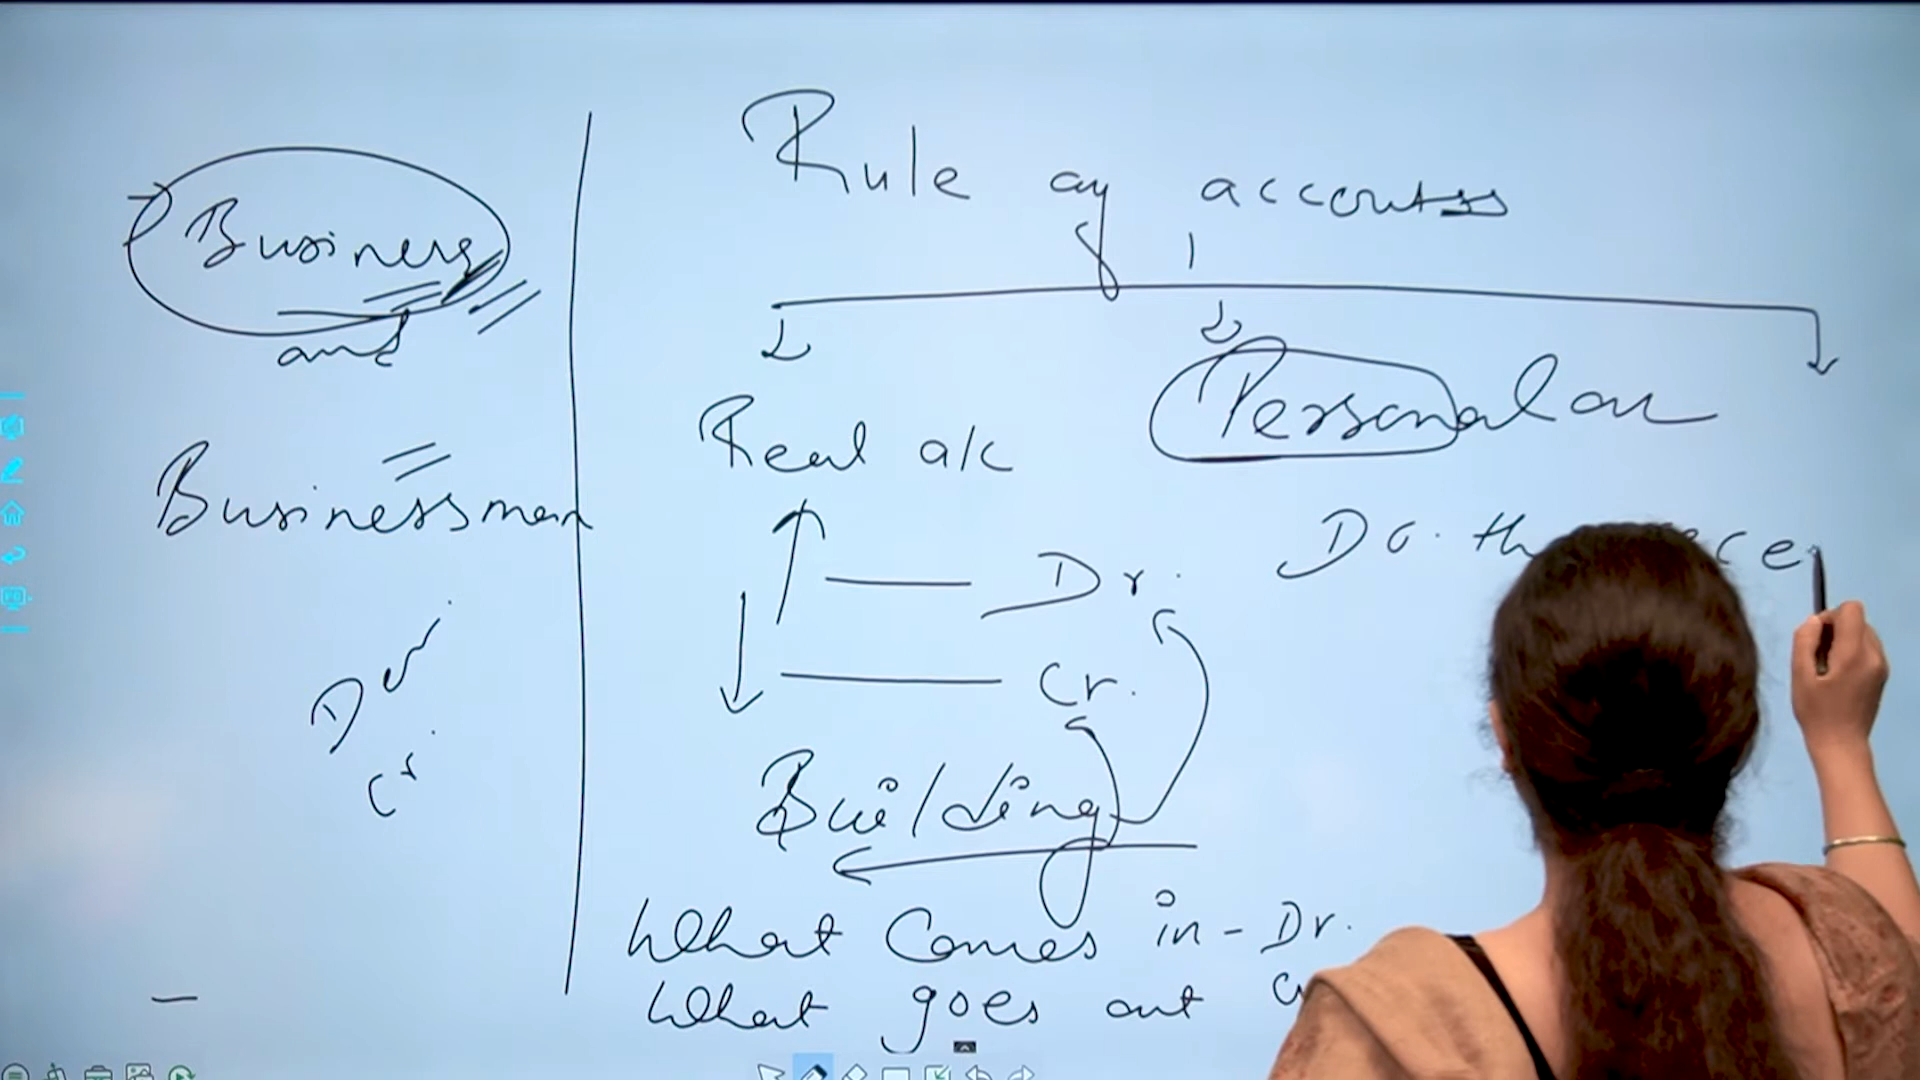 Business
and
Businessmen
Dr
Cr
Rule of accounts
Real a/c
Personal a/c
Dr.
Cr.
Building
What Comes in - Dr.
What goes out
Dr. the